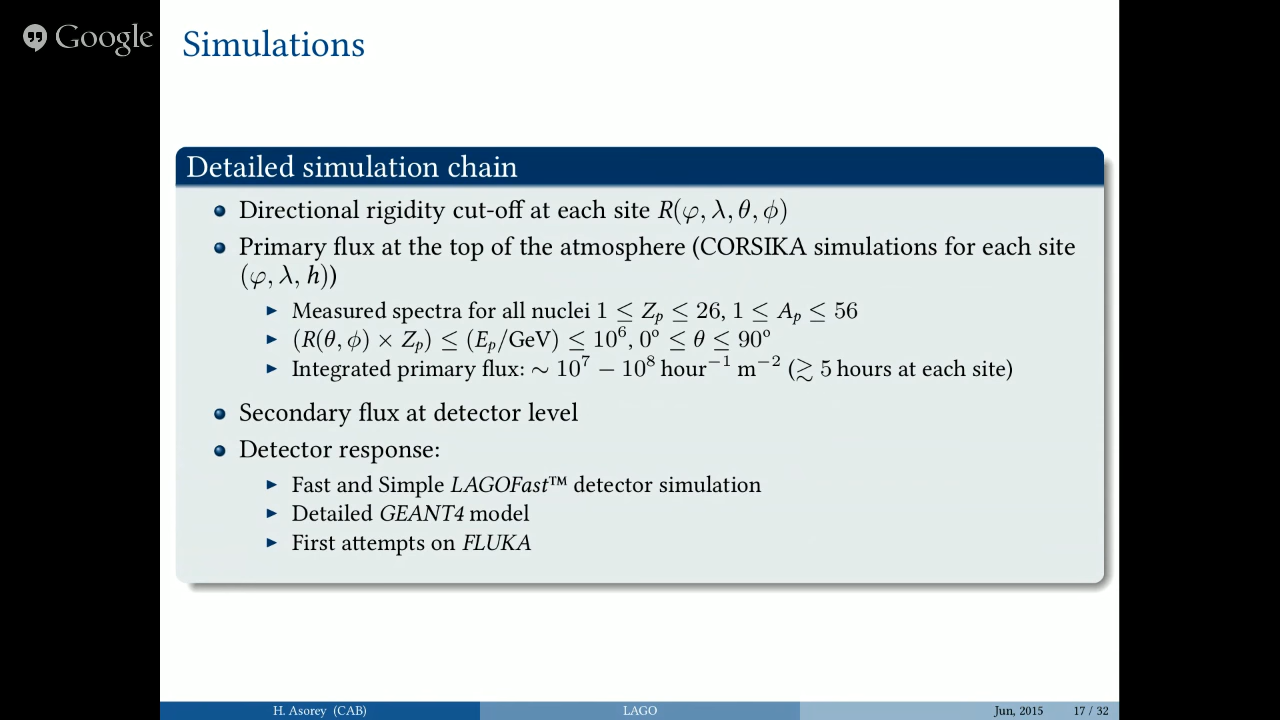 Google
Simulations
Detailed simulation chain
Directional rigidity cut-off at each site R(φ, λ, θ, ϕ)
Primary flux at the top of the atmosphere (CORSIKA simulations for each site
(φ, λ, h))
Measured spectra for all nuclei 1 ≤ Zₚ ≤ 26, 1 ≤ Aₚ ≤ 56
(R(θ, ϕ) × Zₚ) ≤ (Eₚ/GeV) ≤ 10⁶, 0º ≤ θ ≤ 90º
Integrated primary flux: ∼ 10⁷ − 10⁸ hour⁻¹ m⁻² (≳ 5 hours at each site)
Secondary flux at detector level
Detector response:
Fast and Simple LAGOFast™ detector simulation
Detailed GEANT4 model
First attempts on FLUKA
H. Asorey (CAB) LAGO Jun, 2015 17 / 32